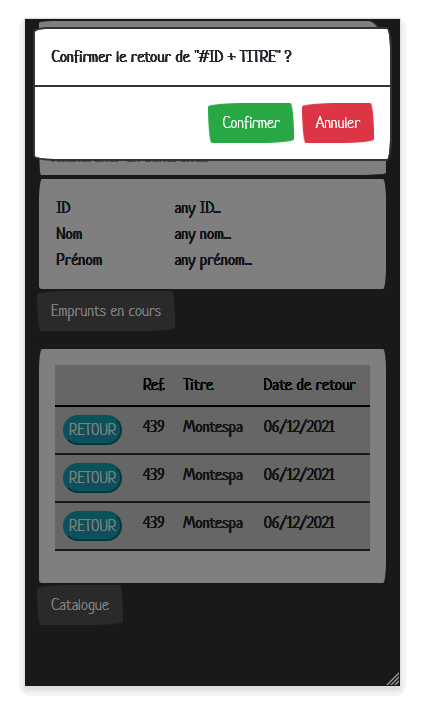 Confirmer le retour de "#ID + TITRE" ?
Confirmer Annuler
ID any ID...
Nom any nom...
Prénom any prénom...
Emprunts en cours
Ref. Titre Date de retour
RETOUR 439 Montespa 06/12/2021
RETOUR 439 Montespa 06/12/2021
RETOUR 439 Montespa 06/12/2021
Catalogue